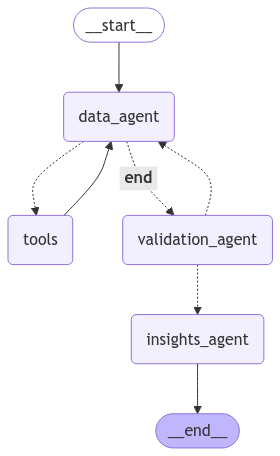 __start__
data_agent
end
tools
validation_agent
insights_agent
__end__